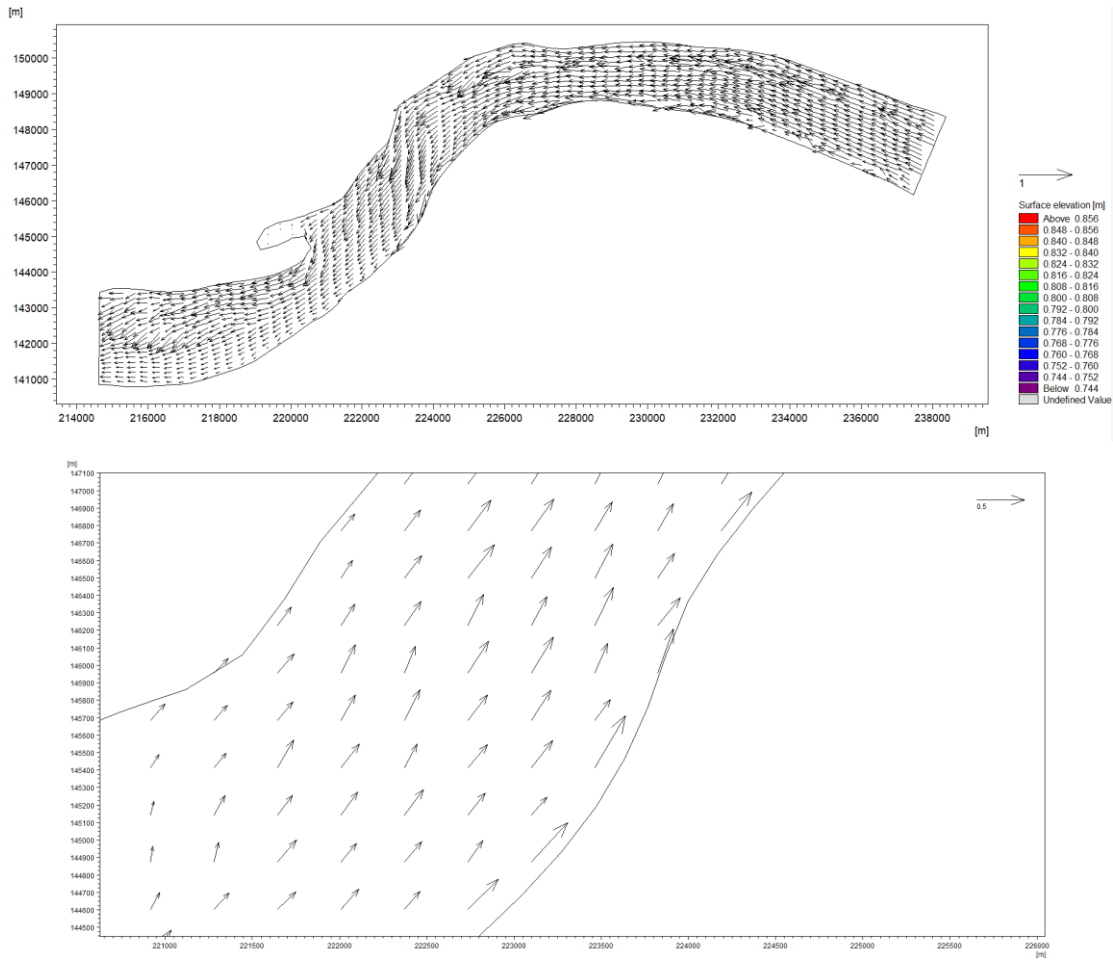 [m]
150000
149000
148000
147000
146000
145000
144000
143000
142000
141000
214000 216000 218000 220000 222000 224000 226000 228000 230000 232000 234000 236000 238000
[m]
1
Surface elevation [m]
Above 0.856
0.848 - 0.856
0.840 - 0.848
0.832 - 0.840
0.824 - 0.832
0.816 - 0.824
0.808 - 0.816
0.800 - 0.808
0.792 - 0.800
0.784 - 0.792
0.776 - 0.784
0.768 - 0.776
0.760 - 0.768
0.752 - 0.760
0.744 - 0.752
Below 0.744
Undefined Value
[m]
147100
147000
146900
146800
146700
146600
146500
146400
146300
146200
146100
146000
145900
145800
145700
145600
145500
145400
145300
145200
145100
145000
144900
144800
144700
144600
144500
0.5
221000 221500 222000 222500 223000 223500 224000 224500 225000 225500 226000
[m]